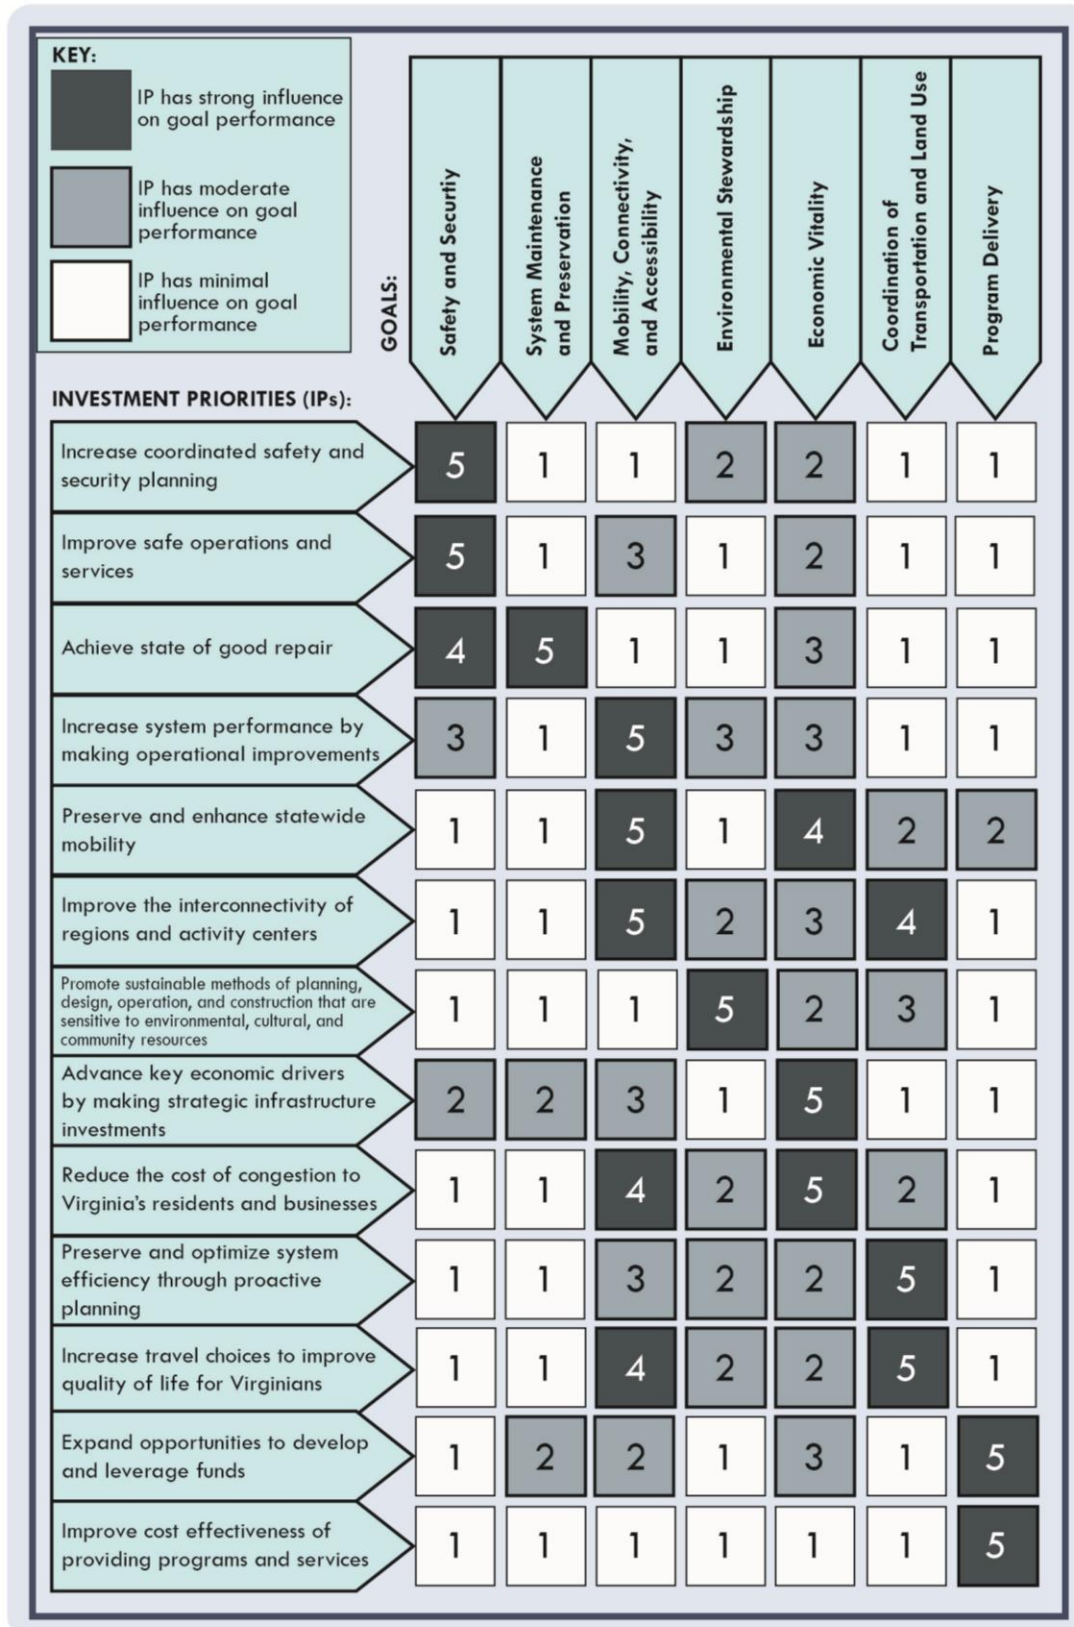 KEY:
IP has strong influence
on goal performance
IP has moderate
influence on goal
performance
IP has minimal
influence on goal
performance
GOALS:
Safety and Securtiy
System Maintenance
and Preservation
Mobility, Connectivity,
and Accessibility
Environmental Stewardship
Economic Vitality
Coordination of
Transportation and Land Use
Program Delivery
INVESTMENT PRIORITIES (IPs):
Increase coordinated safety and
security planning
5 1 1 2 2 1 1
Improve safe operations and
services
5 1 3 1 2 1 1
Achieve state of good repair
4 5 1 1 3 1 1
Increase system performance by
making operational improvements
3 1 5 3 3 1 1
Preserve and enhance statewide
mobility
1 1 5 1 4 2 2
Improve the interconnectivity of
regions and activity centers
1 1 5 2 3 4 1
Promote sustainable methods of planning,
design, operation, and construction that are
sensitive to environmental, cultural, and
community resources
1 1 1 5 2 3 1
Advance key economic drivers
by making strategic infrastructure
investments
2 2 3 1 5 1 1
Reduce the cost of congestion to
Virginia's residents and businesses
1 1 4 2 5 2 1
Preserve and optimize system
efficiency through proactive
planning
1 1 3 2 2 5 1
Increase travel choices to improve
quality of life for Virginians
1 1 4 2 2 5 1
Expand opportunities to develop
and leverage funds
1 2 2 1 3 1 5
Improve cost effectiveness of
providing programs and services
1 1 1 1 1 1 5